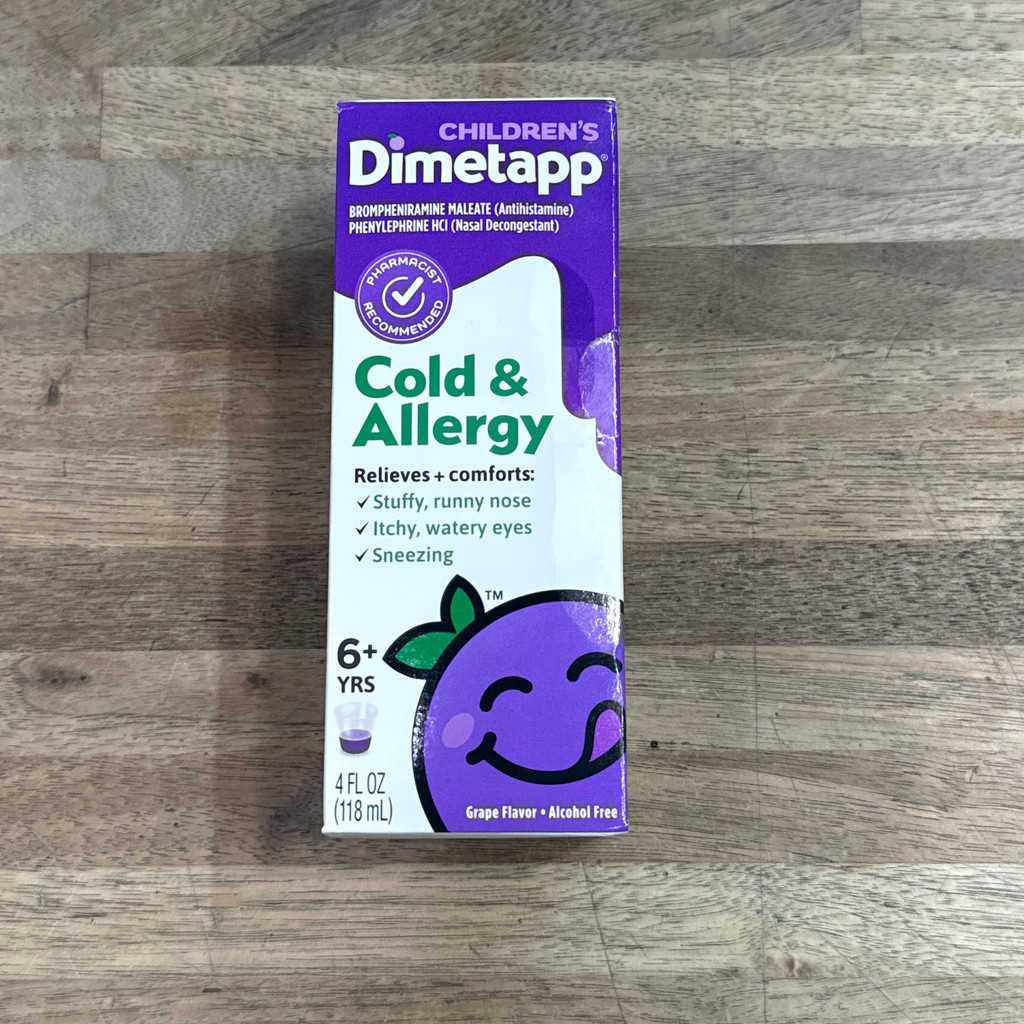 CHILDREN'S
Dimetapp®
BROMPHENIRAMINE MALEATE (Antihistamine)
PHENYLEPHRINE HCl (Nasal Decongestant)
PHARMACIST
RECOMMENDED
Cold &
Allergy
Relieves + comforts:
Stuffy, runny nose
Itchy, watery eyes
Sneezing
TM
6+
YRS
4 FL OZ
(118 mL)
Grape Flavor • Alcohol Free